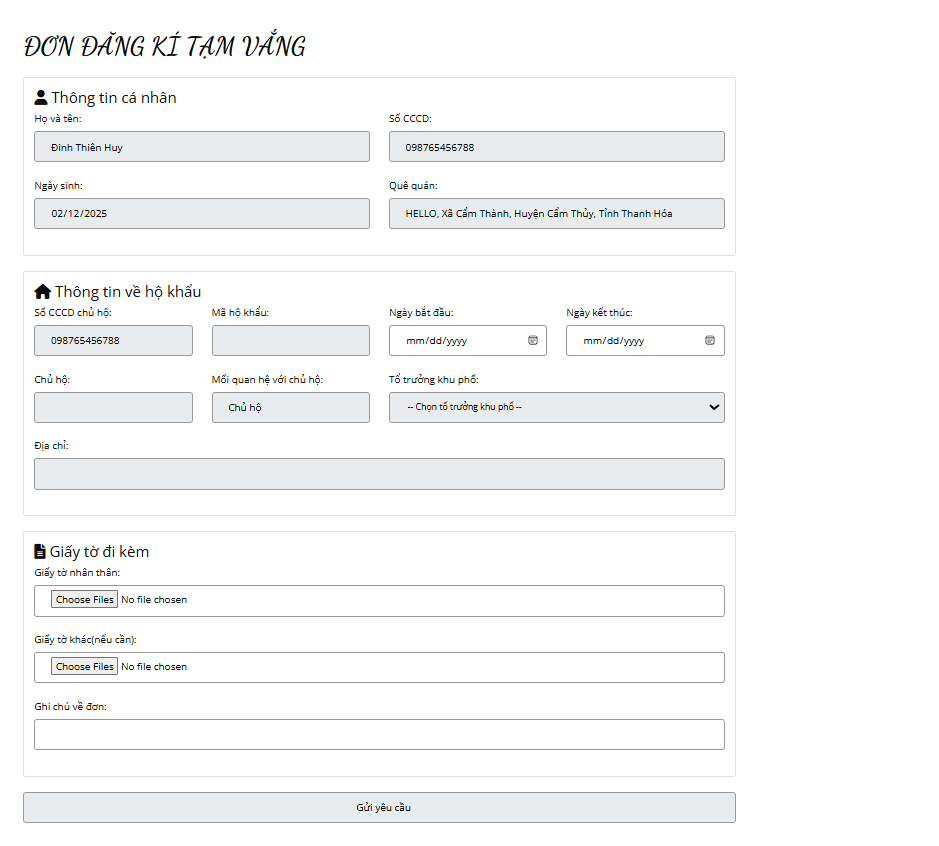 ĐƠN ĐĂNG KÍ TẠM VẮNG
Thông tin cá nhân
Họ và tên: Số CCCD:
Đinh Thiên Huy 098765456788
Ngày sinh: Quê quán:
02/12/2025 HELLO, Xã Cẩm Thành, Huyện Cẩm Thủy, Tỉnh Thanh Hóa
Thông tin về hộ khẩu
Số CCCD chủ hộ: Mã hộ khẩu: Ngày bắt đầu: Ngày kết thúc:
098765456788 mm/dd/yyyy mm/dd/yyyy
Chủ hộ: Mối quan hệ với chủ hộ: Tổ trưởng khu phố:
Chủ hộ -- Chọn tổ trưởng khu phố --
Địa chỉ:
Giấy tờ đi kèm
Giấy tờ nhân thân:
Choose Files No file chosen
Giấy tờ khác(nếu cần):
Choose Files No file chosen
Ghi chú về đơn:
Gửi yêu cầu